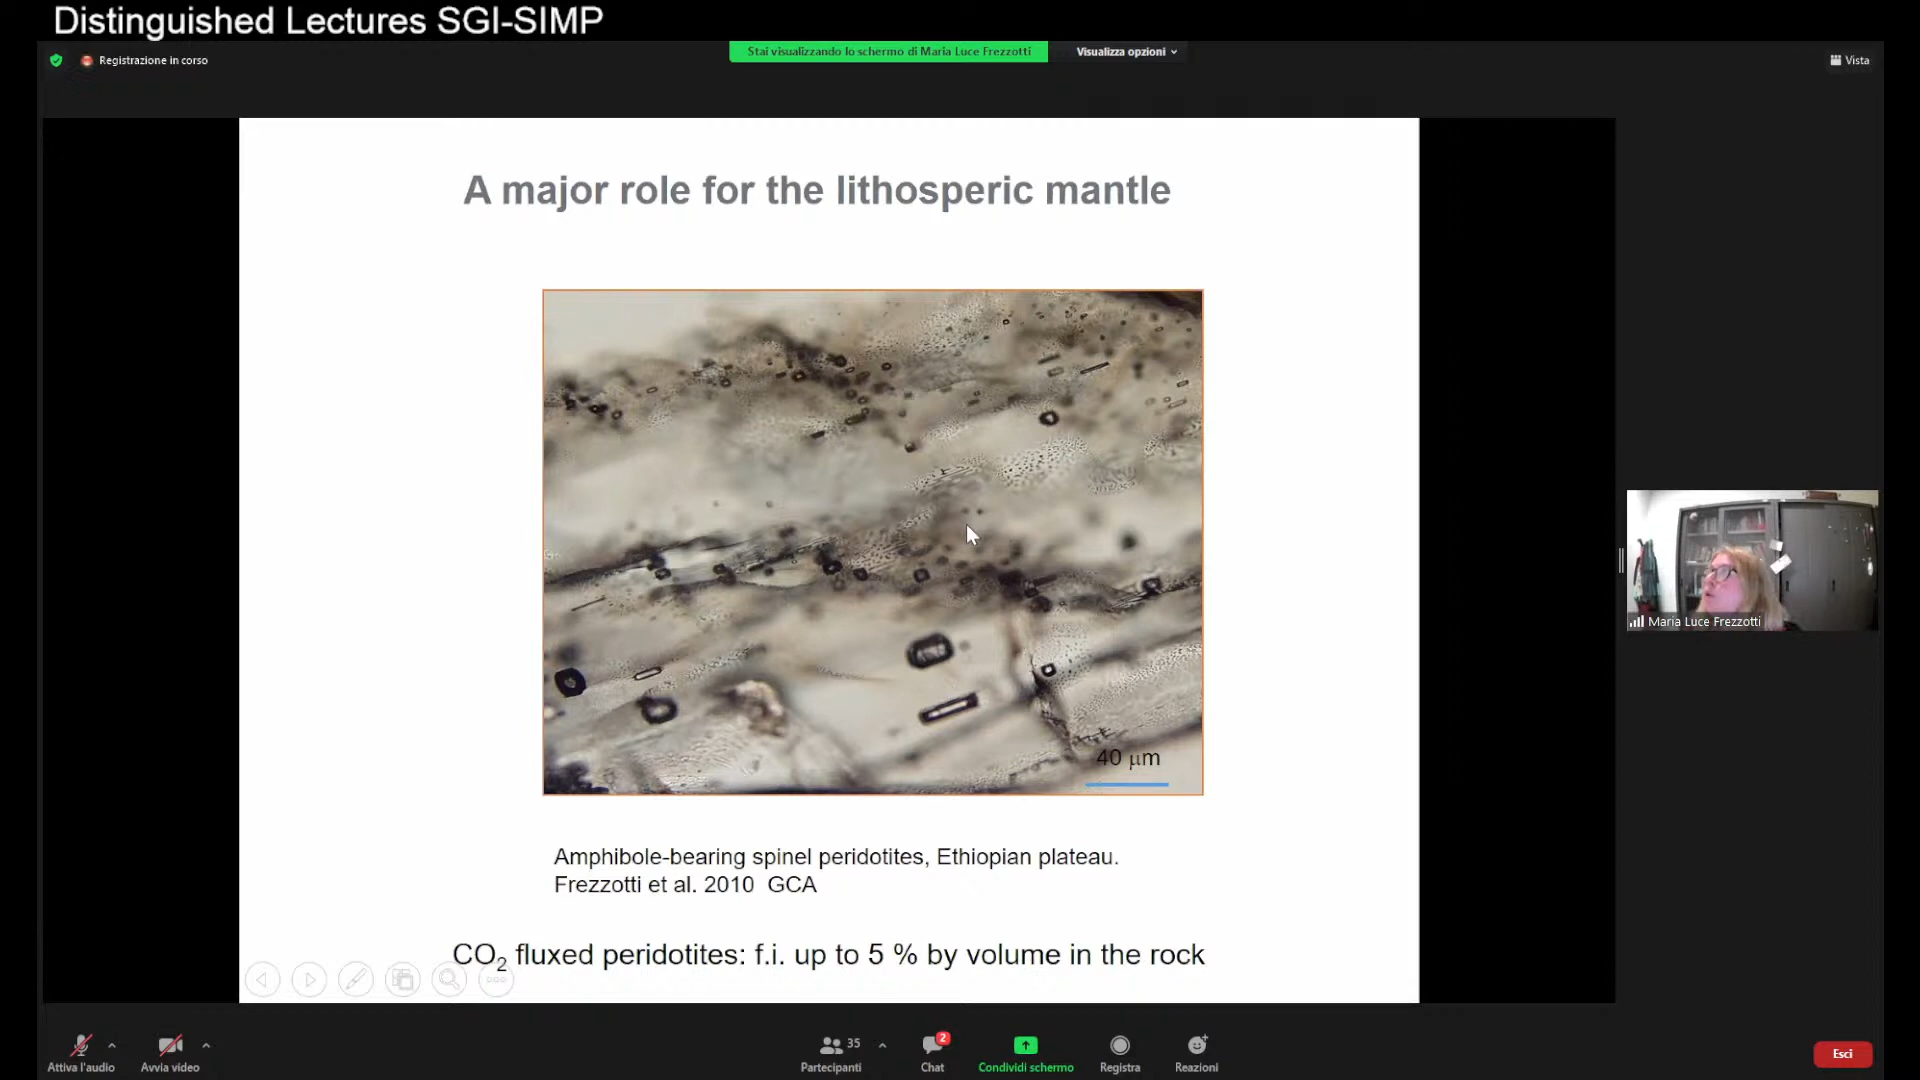 Distinguished Lectures SGI-SIMP
Stai visualizzando lo schermo di Maria Luce Frezzotti
Visualizza opzioni
Registrazione in corso
Vista
A major role for the lithosperic mantle
40 μm
Maria Luce Frezzotti
Amphibole-bearing spinel peridotites, Ethiopian plateau.
Frezzotti et al. 2010 GCA
CO₂ fluxed peridotites: f.i. up to 5 % by volume in the rock
Attiva l'audio
Avvia video
35
Partecipanti
2
Chat
Condividi schermo
Registra
Reazioni
Esci